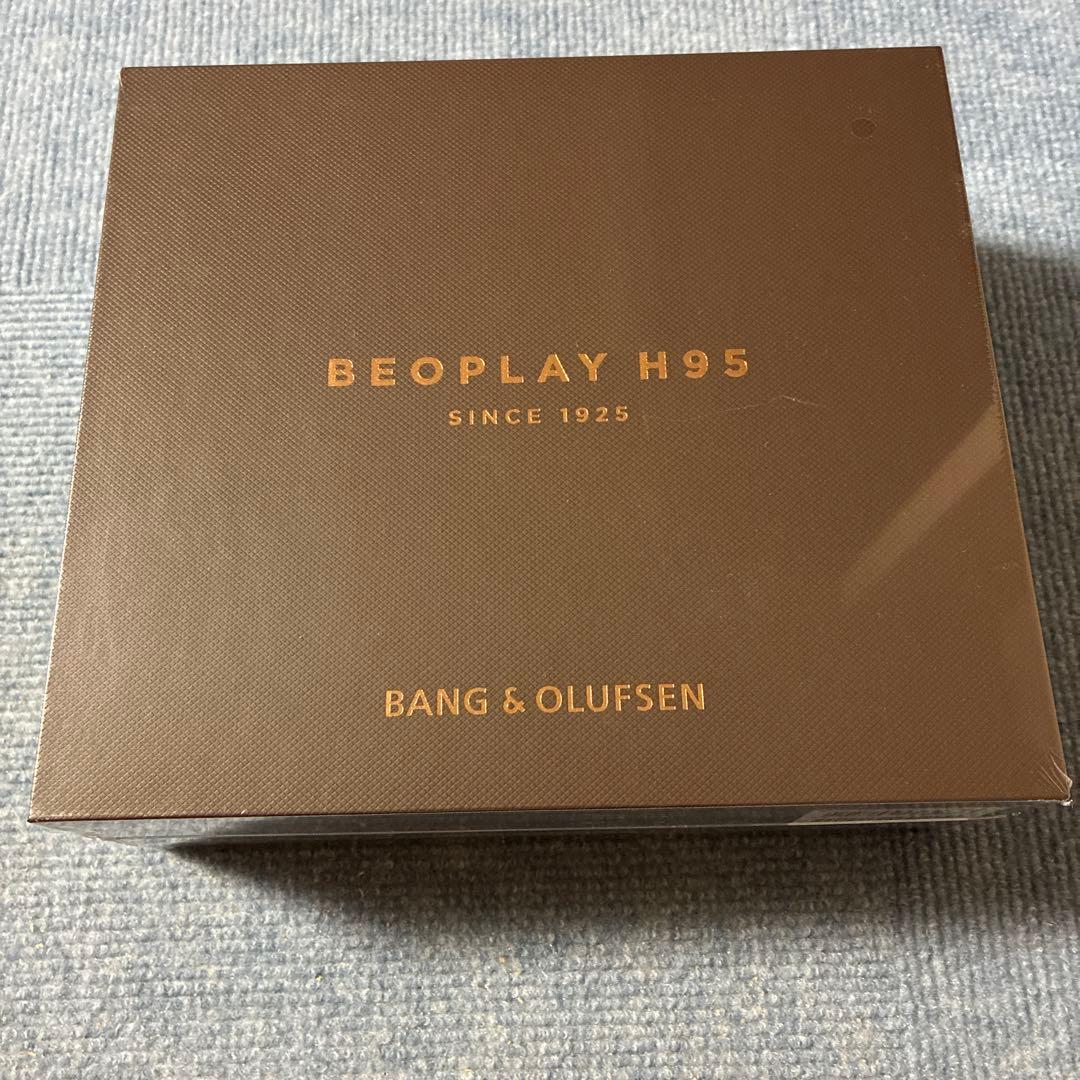 BEOPLAY H95
SINCE 1925
BANG & OLUFSEN